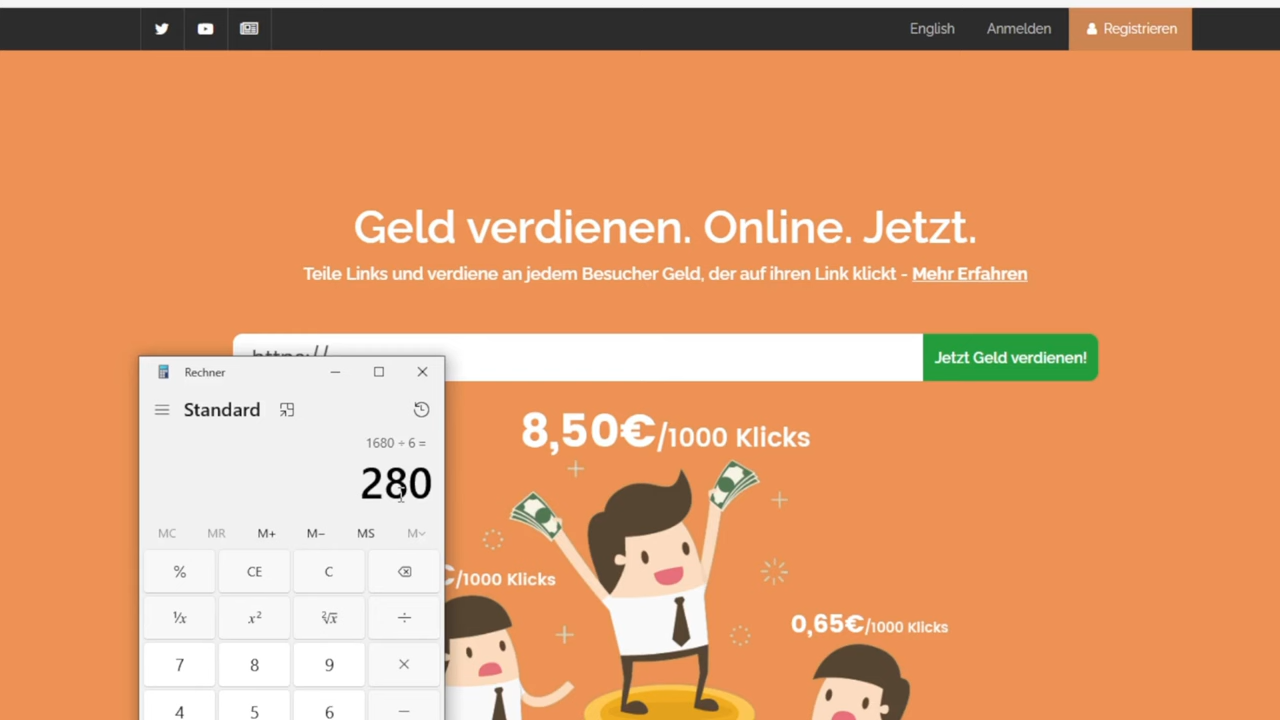 English Anmelden Registrieren
Geld verdienen. Online. Jetzt.
Teile Links und verdiene an jedem Besucher Geld, der auf ihren Link klickt - Mehr Erfahren
https://
Jetzt Geld verdienen!
8,50€/1000 Klicks
€/1000 Klicks
0,65€/1000 Klicks
Rechner
Standard
1680 ÷ 6 =
280
MC MR M+ M− MS M
% CE C
¹/x x² ²√x ÷
7 8 9 ×
4 5 6 −